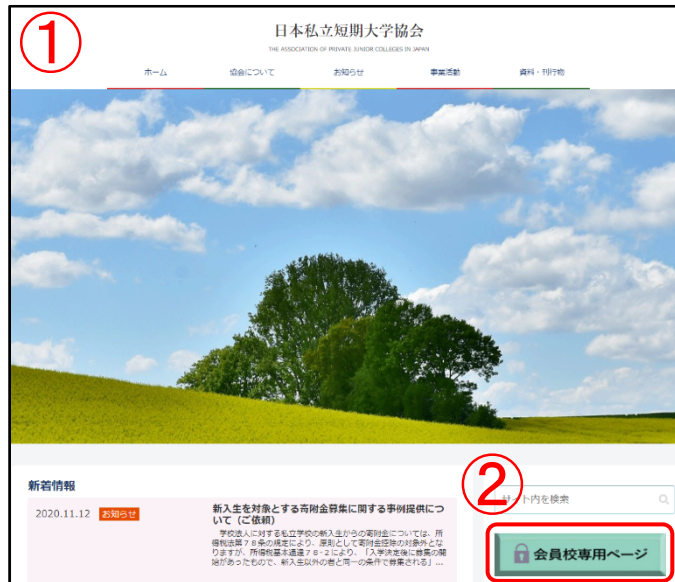 ①
日本私立短期大学協会
THE ASSOCIATION OF PRIVATE JUNIOR COLLEGES IN JAPAN
ホーム 協会について お知らせ 事業活動 資料・刊行物
新着情報
②
サイト内を検索
2020.11.12 お知らせ
新入生を対象とする寄附金募集に関する事例提供につ
いて（ご依頼）
学校法人に対する私立学校の新入生からの寄附金については、所
得税法第７８条の規定により、原則として寄附金控除の対象外とな
りますが、所得税基本通達７８-２により、「入学決定後に募集の開
始があったもので、新入生以外の者と同一の条件で募集される」...
会員校専用ページ